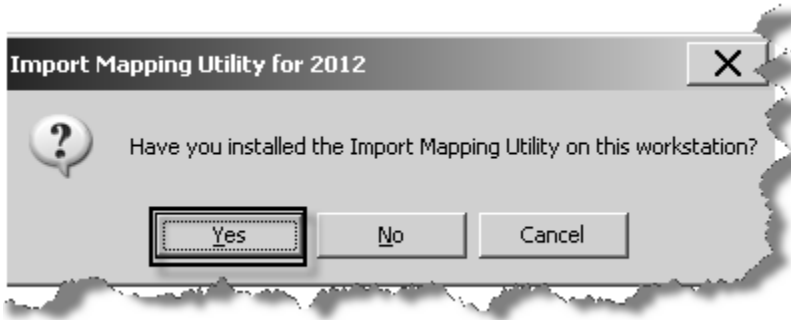 Import Mapping Utility for 2012
Have you installed the Import Mapping Utility on this workstation?
Yes No Cancel